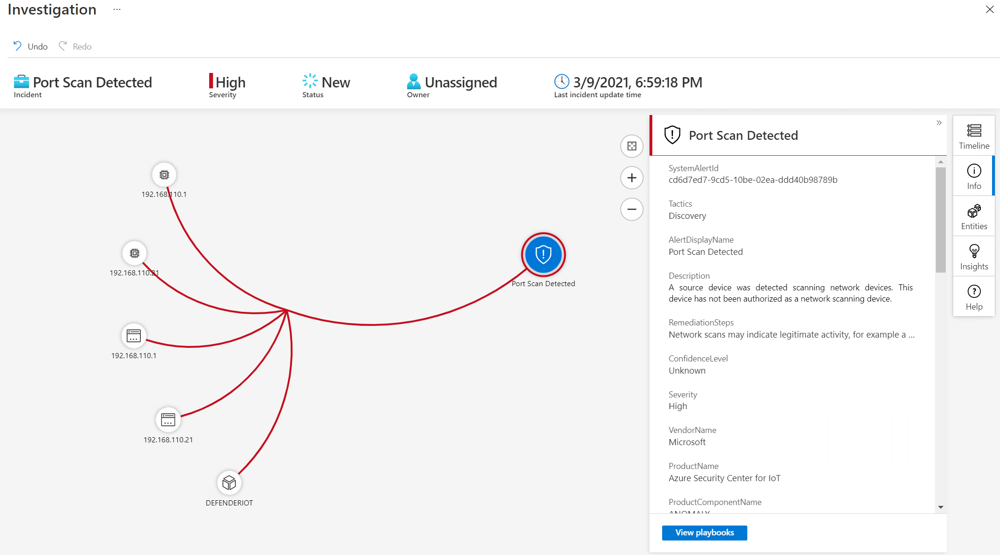 Investigation ...
Undo Redo
Port Scan Detected
Incident
High
Severity
New
Status
Unassigned
Owner
3/9/2021, 6:59:18 PM
Last incident update time
192.168.110.1
192.168.110.21
192.168.110.1
192.168.110.21
DEFENDERIOT
Port Scan Detected
Port Scan Detected
SystemAlertId
cd6d7ed7-9cd5-10be-02ea-ddd40b98789b
Tactics
Discovery
AlertDisplayName
Port Scan Detected
Description
A source device was detected scanning network devices. This
device has not been authorized as a network scanning device.
RemediationSteps
Network scans may indicate legitimate activity, for example a ...
ConfidenceLevel
Unknown
Severity
High
VendorName
Microsoft
ProductName
Azure Security Center for IoT
ProductComponentName
ANOMALY
View playbooks
Timeline
Info
Entities
Insights
Help